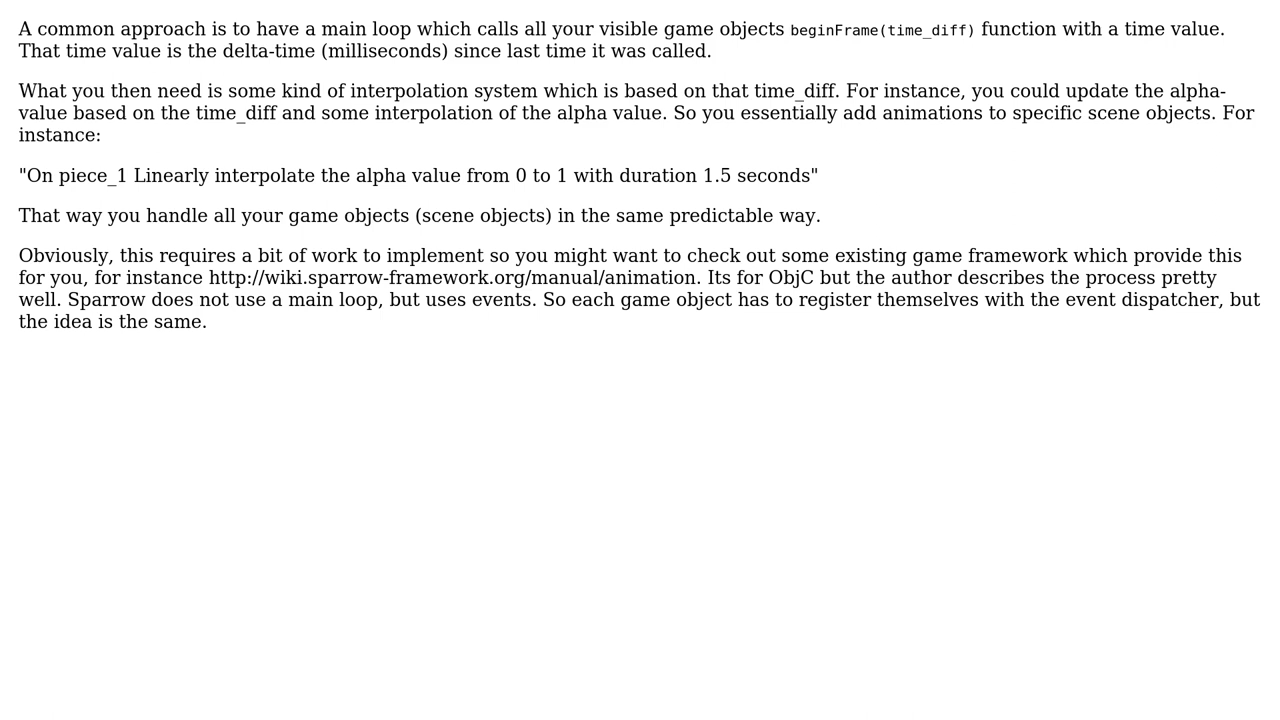 A common approach is to have a main loop which calls all your visible game objects beginFrame(time_diff) function with a time value.
That time value is the delta-time (milliseconds) since last time it was called.
What you then need is some kind of interpolation system which is based on that time_diff. For instance, you could update the alpha-
value based on the time_diff and some interpolation of the alpha value. So you essentially add animations to specific scene objects. For
instance:
"On piece_1 Linearly interpolate the alpha value from 0 to 1 with duration 1.5 seconds"
That way you handle all your game objects (scene objects) in the same predictable way.
Obviously, this requires a bit of work to implement so you might want to check out some existing game framework which provide this
for you, for instance http://wiki.sparrow-framework.org/manual/animation. Its for ObjC but the author describes the process pretty
well. Sparrow does not use a main loop, but uses events. So each game object has to register themselves with the event dispatcher, but
the idea is the same.